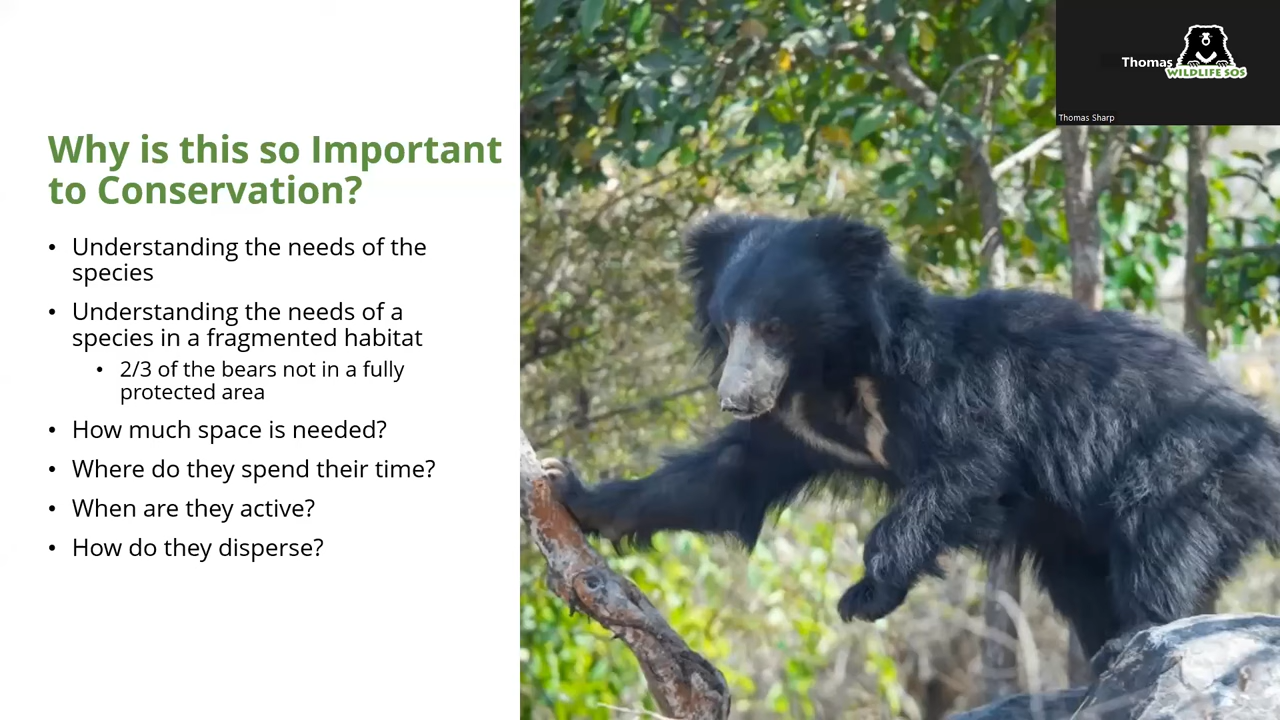 Why is this so Important
to Conservation?
• Understanding the needs of the
species
• Understanding the needs of a
species in a fragmented habitat
• 2/3 of the bears not in a fully
protected area
• How much space is needed?
• Where do they spend their time?
• When are they active?
• How do they disperse?
Thomas
WILDLIFE SOS
Thomas Sharp